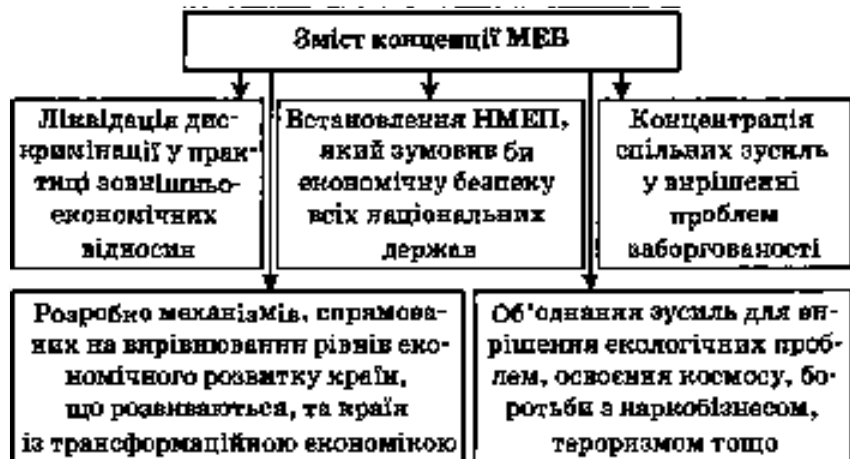 Зміст концепції МЕБ
Ліквідація дис-
кримінації у прак-
тиці зовнішньо-
економічних
відносин
Встановлення НМЕП,
який зумовив би
економічну безпеку
всіх національних
держав
Концентрація
спільних зусиль
у вирішенні
проблем
заборгованості
Розробно механізмів, спрямова-
них на вирівнювання рівнів еко-
номічного розвитку країн,
що розвиваються, та країн
із трансформаційною економікою
Об'єднання зусиль для ви-
рішення екологічних проб-
лем, освоєння космосу, бо-
ротьби з наркобізнесом,
тероризмом тощо